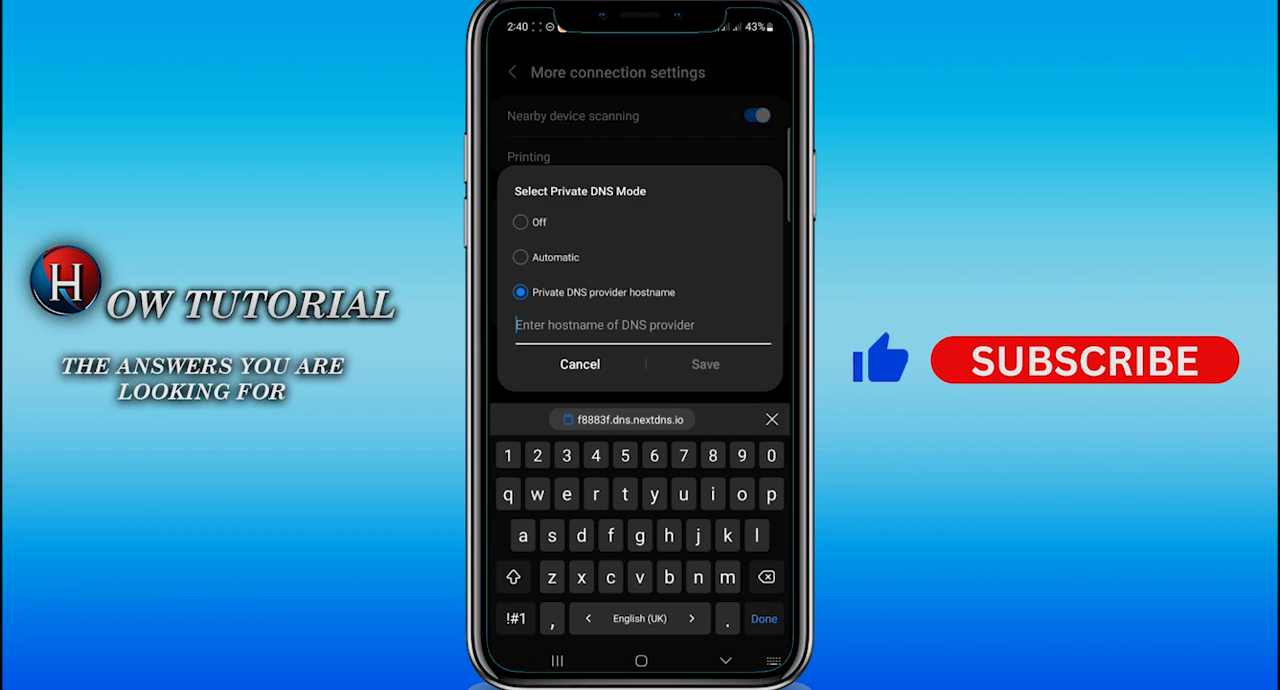 2:40
43%
More connection settings
Nearby device scanning
Printing
Select Private DNS Mode
Off
Automatic
Private DNS provider hostname
Enter hostname of DNS provider
Cancel
Save
f8883f.dns.nextdns.io
1 2 3 4 5 6 7 8 9 0
q w e r t y u i o p
a s d f g h j k l
z x c v b n m
!#1 , < English (UK) > . Done
HOW TUTORIAL
THE ANSWERS YOU ARE
LOOKING FOR
SUBSCRIBE